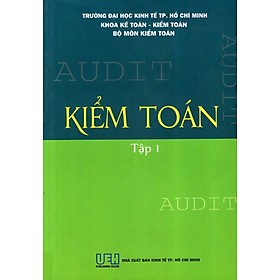 TRƯỜNG ĐẠI HỌC KINH TẾ TP. HỒ CHÍ MINH
KHOA KẾ TOÁN - KIỂM TOÁN
BỘ MÔN KIỂM TOÁN
AUDIT
KIỂM TOÁN
Tập 1
AUDIT
AUDIT
UEH
NHÀ XUẤT BẢN KINH TẾ TP. HỒ CHÍ MINH